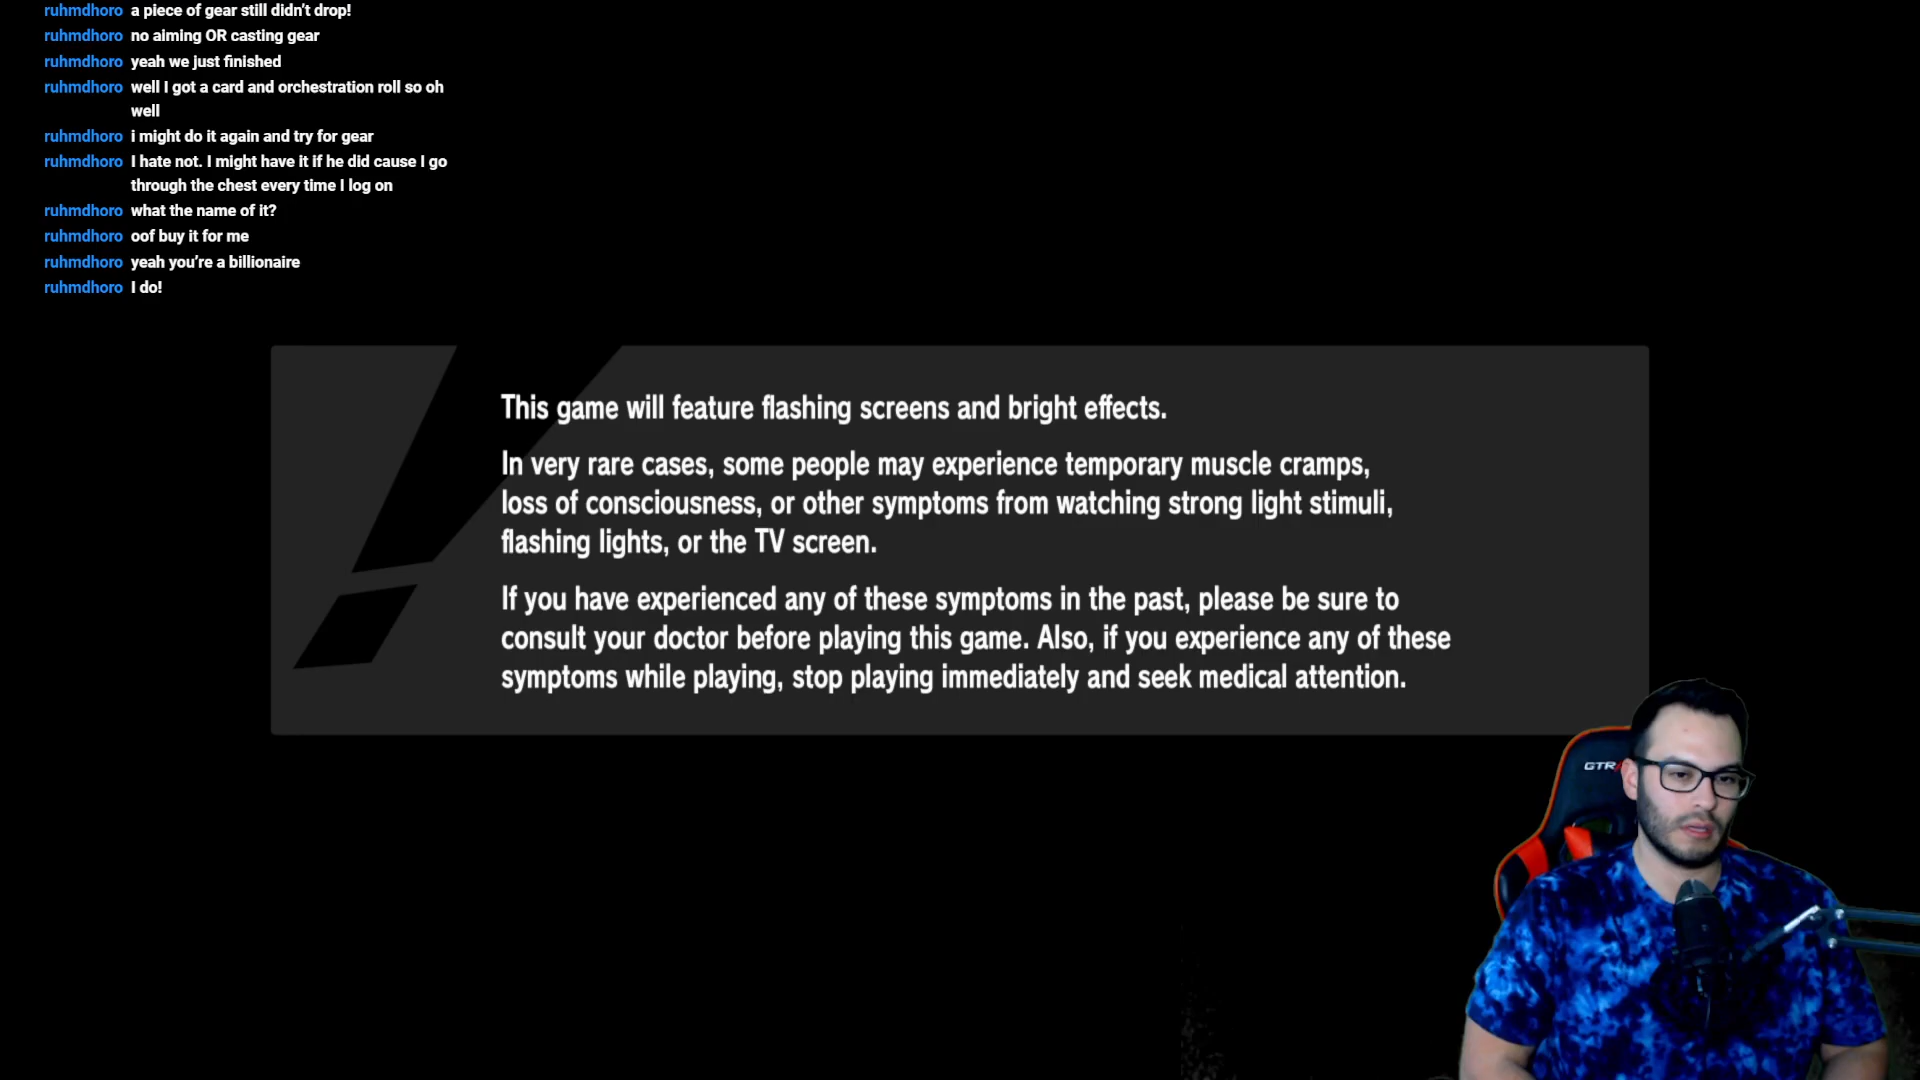 ruhmdhoro a piece of gear still didn't drop!
ruhmdhoro no aiming OR casting gear
ruhmdhoro yeah we just finished
ruhmdhoro well I got a card and orchestration roll so oh
well
ruhmdhoro i might do it again and try for gear
ruhmdhoro I hate not. I might have it if he did cause I go
through the chest every time I log on
ruhmdhoro what the name of it?
ruhmdhoro oof buy it for me
ruhmdhoro yeah you're a billionaire
ruhmdhoro I do!
This game will feature flashing screens and bright effects.
In very rare cases, some people may experience temporary muscle cramps,
loss of consciousness, or other symptoms from watching strong light stimuli,
flashing lights, or the TV screen.
If you have experienced any of these symptoms in the past, please be sure to
consult your doctor before playing this game. Also, if you experience any of these
symptoms while playing, stop playing immediately and seek medical attention.
GTR